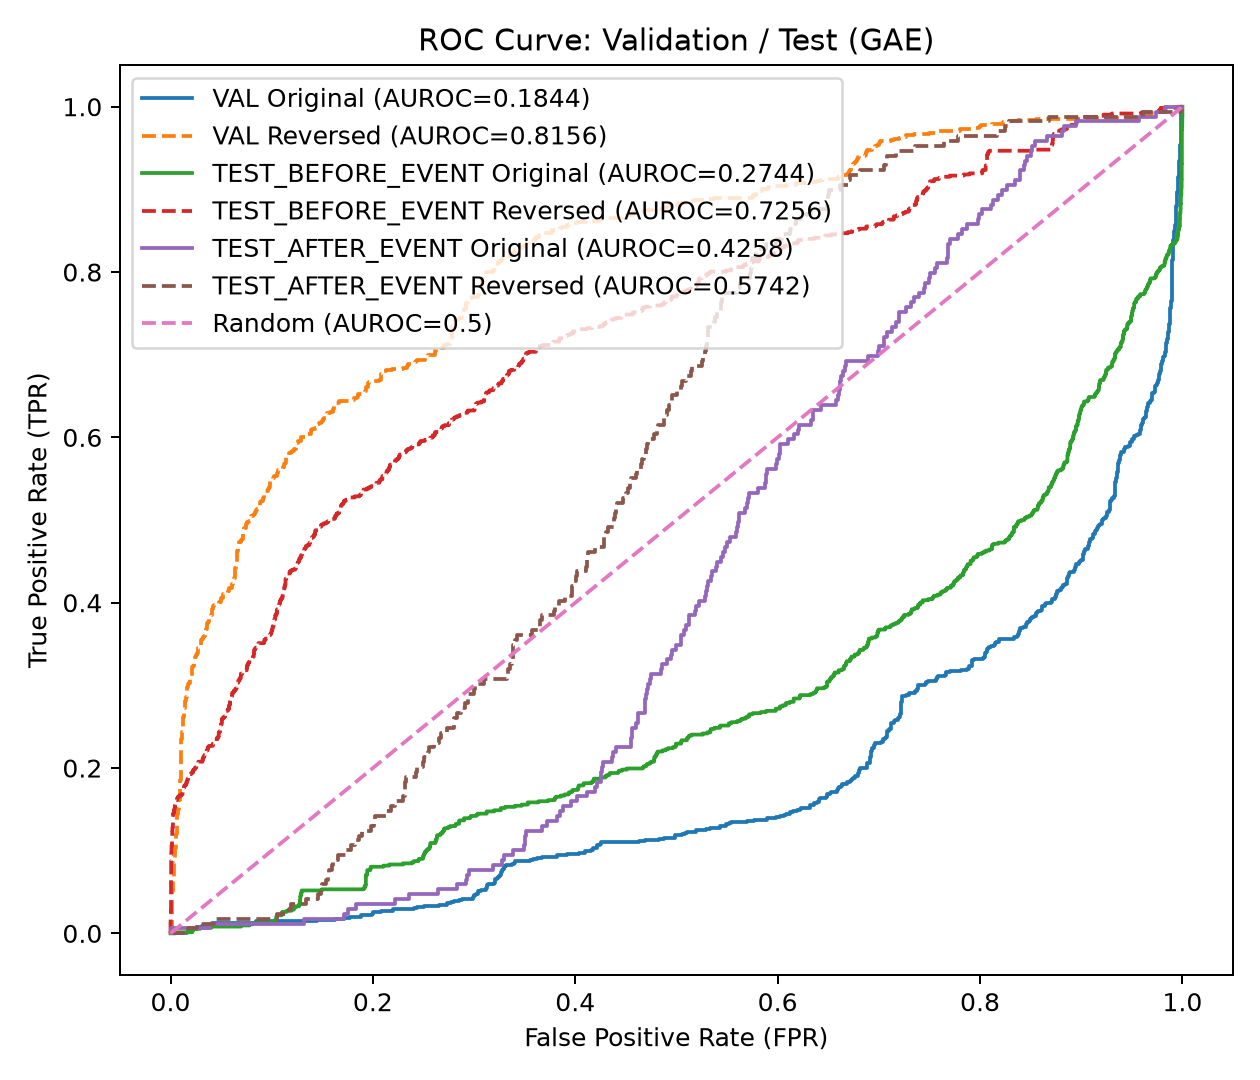 ROC Curve: Validation / Test (GAE)
VAL Original (AUROC=0.1844)
VAL Reversed (AUROC=0.8156)
TEST_BEFORE_EVENT Original (AUROC=0.2744)
TEST_BEFORE_EVENT Reversed (AUROC=0.7256)
TEST_AFTER_EVENT Original (AUROC=0.4258)
TEST_AFTER_EVENT Reversed (AUROC=0.5742)
Random (AUROC=0.5)
True Positive Rate (TPR)
1.0
0.8
0.6
0.4
0.2
0.0
0.0 0.2 0.4 0.6 0.8 1.0
False Positive Rate (FPR)